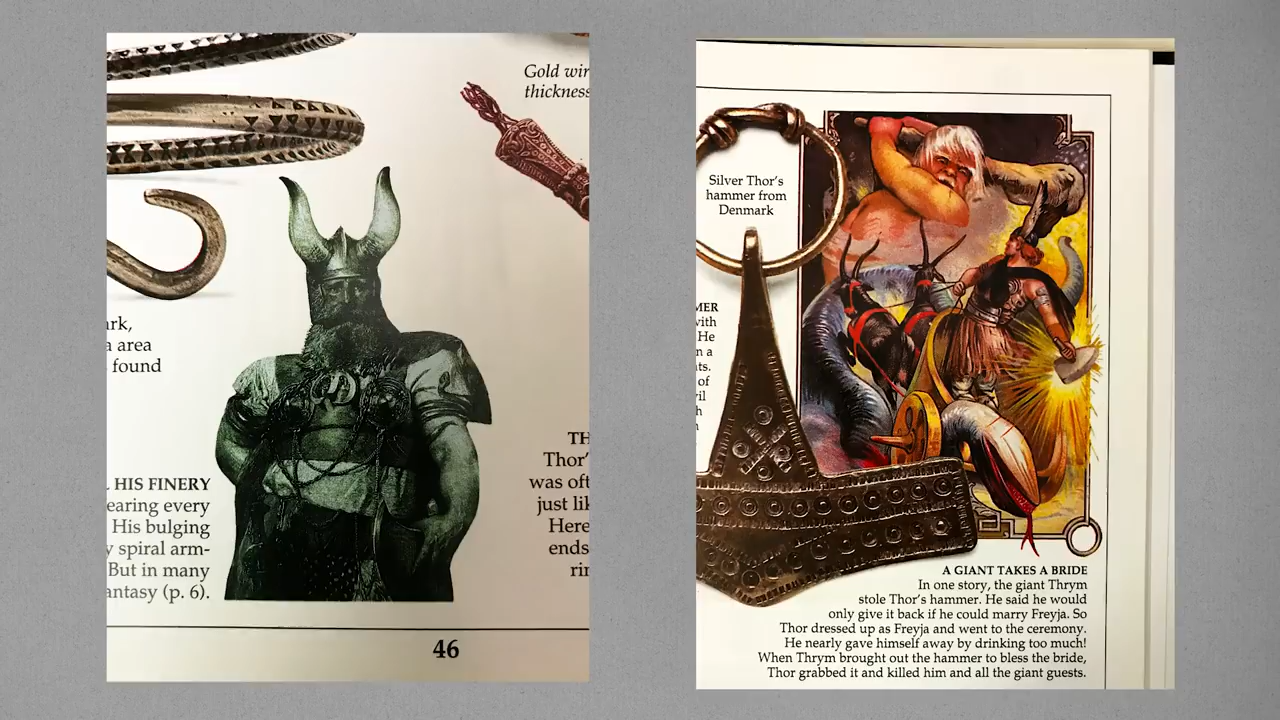 Gold wir
thickness
ark,
a area
found
HIS FINERY
earing every
His bulging
y spiral arm-
But in many
antasy (p. 6).
TH
Thor'
was oft
just lik
Here
ends
rin
46
Silver Thor's
hammer from
Denmark
MER
with
He
n a
ts.
of
vil
h
A GIANT TAKES A BRIDE
In one story, the giant Thrym
stole Thor's hammer. He said he would
only give it back if he could marry Freyja. So
Thor dressed up as Freyja and went to the ceremony.
He nearly gave himself away by drinking too much!
When Thrym brought out the hammer to bless the bride,
Thor grabbed it and killed him and all the giant guests.